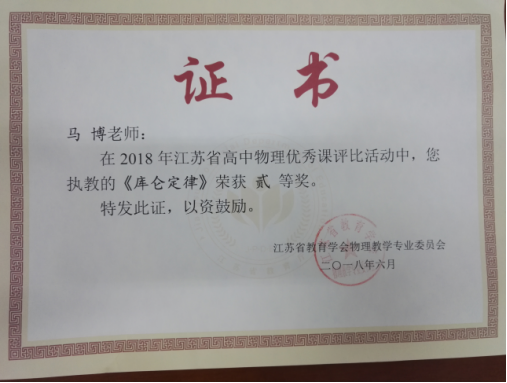 证书
马 博老师：
在 2018 年江苏省高中物理优秀课评比活动中，您
执教的《库仑定律》荣获 贰 等奖。
特发此证，以资鼓励。
江苏省教育学会物理教学专业委员会
二〇一八年六月